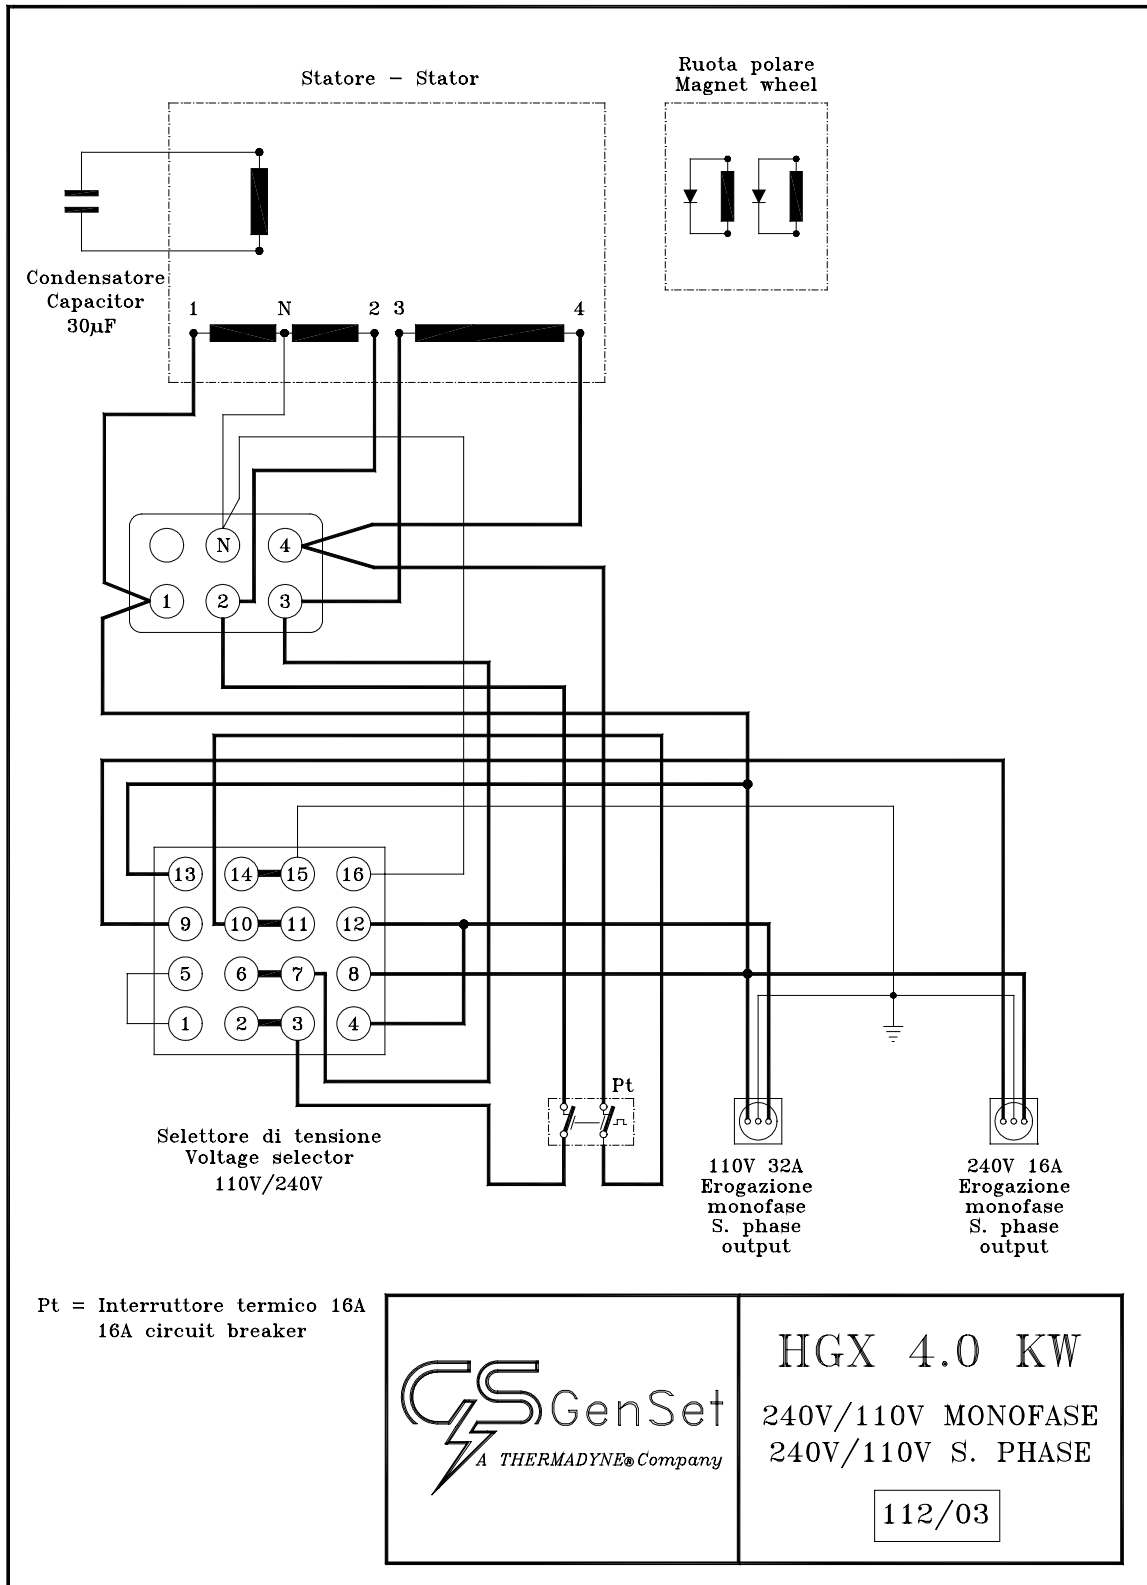 Statore - Stator
Ruota polare
Magnet wheel
Condensatore
Capacitor
30µF
1 N 2 3 4
N 4
1 2 3
13 14 15 16
9 10 11 12
5 6 7 8
1 2 3 4
Pt
Selettore di tensione
Voltage selector
110V/240V
110V 32A
Erogazione
monofase
S. phase
output
240V 16A
Erogazione
monofase
S. phase
output
Pt = Interruttore termico 16A
16A circuit breaker
GS GenSet
A THERMADYNE® Company
HGX 4.0 KW
240V/110V MONOFASE
240V/110V S. PHASE
112/03